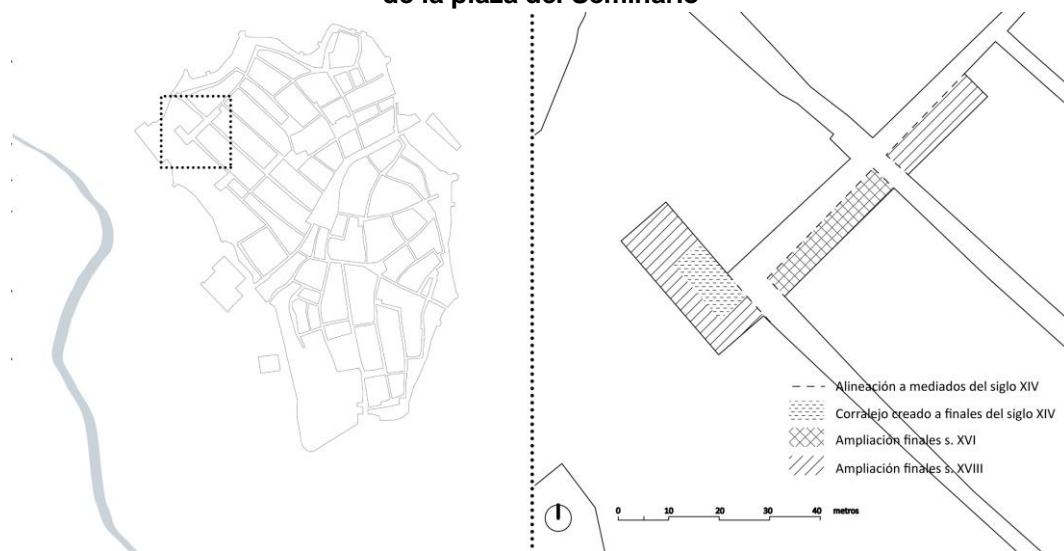 de la plaza del Seminario
Alineación a mediados del siglo XIV
Corralejo creado a finales del siglo XIV
Ampliación finales s. XVI
Ampliación finales s. XVIII
0 10 20 30 40 metros